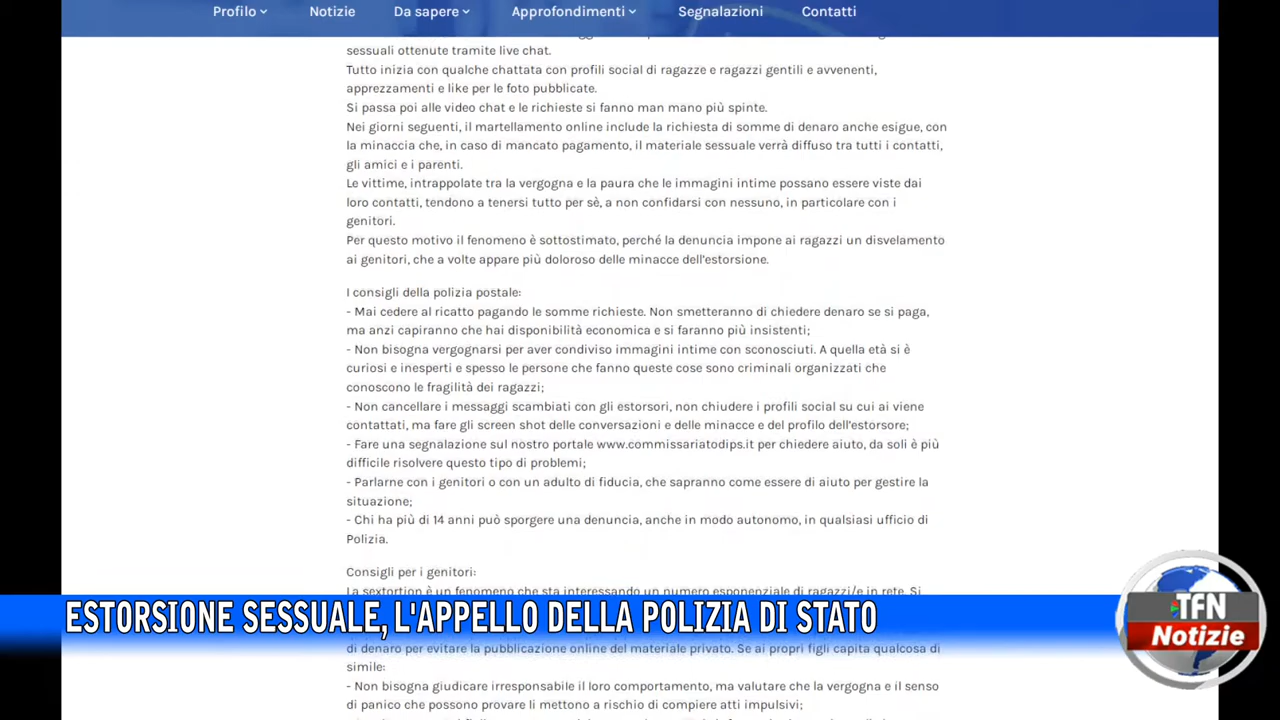 Profilo Notizie Da sapere Approfondimenti Segnalazioni Contatti
sessuali ottenute tramite live chat.
Tutto inizia con qualche chattata con profili social di ragazze e ragazzi gentili e avvenenti,
apprezzamenti e like per le foto pubblicate.
Si passa poi alle video chat e le richieste si fanno man mano più spinte.
Nei giorni seguenti, il martellamento online include la richiesta di somme di denaro anche esigue, con
la minaccia che, in caso di mancato pagamento, il materiale sessuale verrà diffuso tra tutti i contatti,
gli amici e i parenti.
Le vittime, intrappolate tra la vergogna e la paura che le immagini intime possano essere viste dai
loro contatti, tendono a tenersi tutto per sè, a non confidarsi con nessuno, in particolare con i
genitori.
Per questo motivo il fenomeno è sottostimato, perché la denuncia impone ai ragazzi un disvelamento
ai genitori, che a volte appare più doloroso delle minacce dell'estorsione.
I consigli della polizia postale:
- Mai cedere al ricatto pagando le somme richieste. Non smetteranno di chiedere denaro se si paga,
ma anzi capiranno che hai disponibilità economica e si faranno più insistenti;
- Non bisogna vergognarsi per aver condiviso immagini intime con sconosciuti. A quella età si è
curiosi e inesperti e spesso le persone che fanno queste cose sono criminali organizzati che
conoscono le fragilità dei ragazzi;
- Non cancellare i messaggi scambiati con gli estorsori, non chiudere i profili social su cui ai viene
contattati, ma fare gli screen shot delle conversazioni e delle minacce e del profilo dell'estorsore;
- Fare una segnalazione sul nostro portale www.commissariatodips.it per chiedere aiuto, da soli è più
difficile risolvere questo tipo di problemi;
- Parlarne con i genitori o con un adulto di fiducia, che sapranno come essere di aiuto per gestire la
situazione;
- Chi ha più di 14 anni può sporgere una denuncia, anche in modo autonomo, in qualsiasi ufficio di
Polizia.
Consigli per i genitori:
La sextortion è un fenomeno che sta interessando un numero esponenziale di ragazzi/e in rete. Si
ESTORSIONE SESSUALE, L'APPELLO DELLA POLIZIA DI STATO
TFN
Notizie
di denaro per evitare la pubblicazione online del materiale privato. Se ai propri figli capita qualcosa di
simile:
- Non bisogna giudicare irresponsabile il loro comportamento, ma valutare che la vergogna e il senso
di panico che possono provare li mettono a rischio di compiere atti impulsivi;